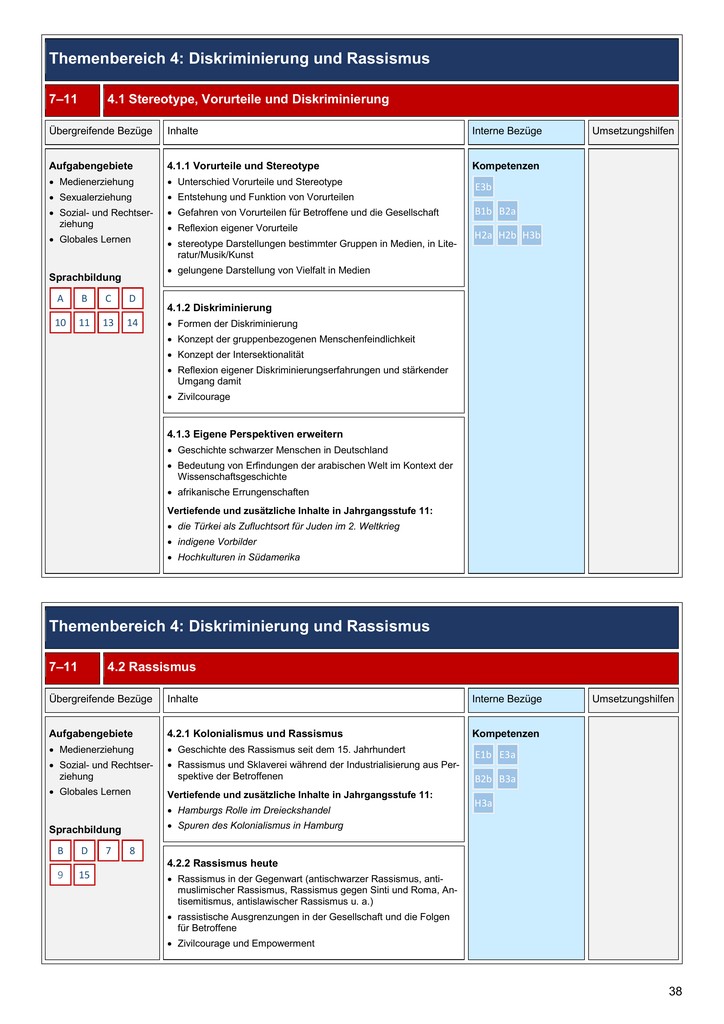 Themenbereich 4: Diskriminierung und Rassismus
7–11
4.1 Stereotype, Vorurteile und Diskriminierung
Übergreifende Bezüge
Inhalte
Interne Bezüge
Umsetzungshilfen
Aufgabengebiete
• Medienerziehung
• Sexualerziehung
• Sozial- und Rechtser-
ziehung
• Globales Lernen
Sprachbildung
A B C D
10 11 13 14
4.1.1 Vorurteile und Stereotype
• Unterschied Vorurteile und Stereotype
• Entstehung und Funktion von Vorurteilen
• Gefahren von Vorurteilen für Betroffene und die Gesellschaft
• Reflexion eigener Vorurteile
• stereotype Darstellungen bestimmter Gruppen in Medien, in Lite-
ratur/Musik/Kunst
• gelungene Darstellung von Vielfalt in Medien
4.1.2 Diskriminierung
• Formen der Diskriminierung
• Konzept der gruppenbezogenen Menschenfeindlichkeit
• Konzept der Intersektionalität
• Reflexion eigener Diskriminierungserfahrungen und stärkender
Umgang damit
• Zivilcourage
4.1.3 Eigene Perspektiven erweitern
• Geschichte schwarzer Menschen in Deutschland
• Bedeutung von Erfindungen der arabischen Welt im Kontext der
Wissenschaftsgeschichte
• afrikanische Errungenschaften
Vertiefende und zusätzliche Inhalte in Jahrgangsstufe 11:
• die Türkei als Zufluchtsort für Juden im 2. Weltkrieg
• indigene Vorbilder
• Hochkulturen in Südamerika
Kompetenzen
E3b
B1b B2a
H2a H2b H3b
Themenbereich 4: Diskriminierung und Rassismus
7–11
4.2 Rassismus
Übergreifende Bezüge
Inhalte
Interne Bezüge
Umsetzungshilfen
Aufgabengebiete
• Medienerziehung
• Sozial- und Rechtser-
ziehung
• Globales Lernen
Sprachbildung
B D 7 8
9 15
4.2.1 Kolonialismus und Rassismus
• Geschichte des Rassismus seit dem 15. Jahrhundert
• Rassismus und Sklaverei während der Industrialisierung aus Per-
spektive der Betroffenen
Vertiefende und zusätzliche Inhalte in Jahrgangsstufe 11:
• Hamburgs Rolle im Dreieckshandel
• Spuren des Kolonialismus in Hamburg
4.2.2 Rassismus heute
• Rassismus in der Gegenwart (antischwarzer Rassismus, anti-
muslimischer Rassismus, Rassismus gegen Sinti und Roma, An-
tisemitismus, antislawischer Rassismus u. a.)
• rassistische Ausgrenzungen in der Gesellschaft und die Folgen
für Betroffene
• Zivilcourage und Empowerment
Kompetenzen
E1b E3a
B2b B3a
H3a
38